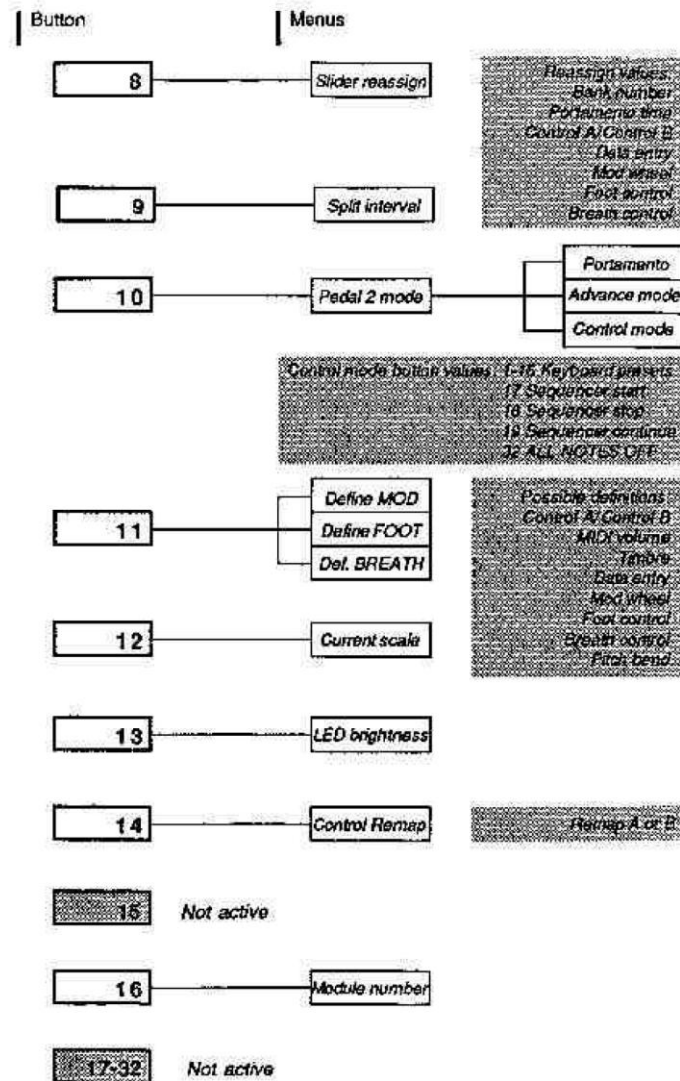 Button Menus
8 Slider reassign
Reassign values:
Bank number
Portamento time
Control A/Control B
Data entry
Mod wheel
Foot control
Breath control
9 Split interval
10 Pedal 2 mode
Portamento
Advance mode
Control mode
Control mode button values: 1-16 Keyboard presets
17 Sequencer start
18 Sequencer stop
19 Sequencer continue
32 ALL NOTES OFF
11
Define MOD
Define FOOT
Def. BREATH
Possible definitions:
Control A/Control B
MIDI volume
Timbre
Data entry
Mod wheel
Foot control
Breath control
Pitch bend
12 Current scale
13 LED brightness
14 Control Remap
Remap A or B
15 Not active
16 Module number
17-32 Not active